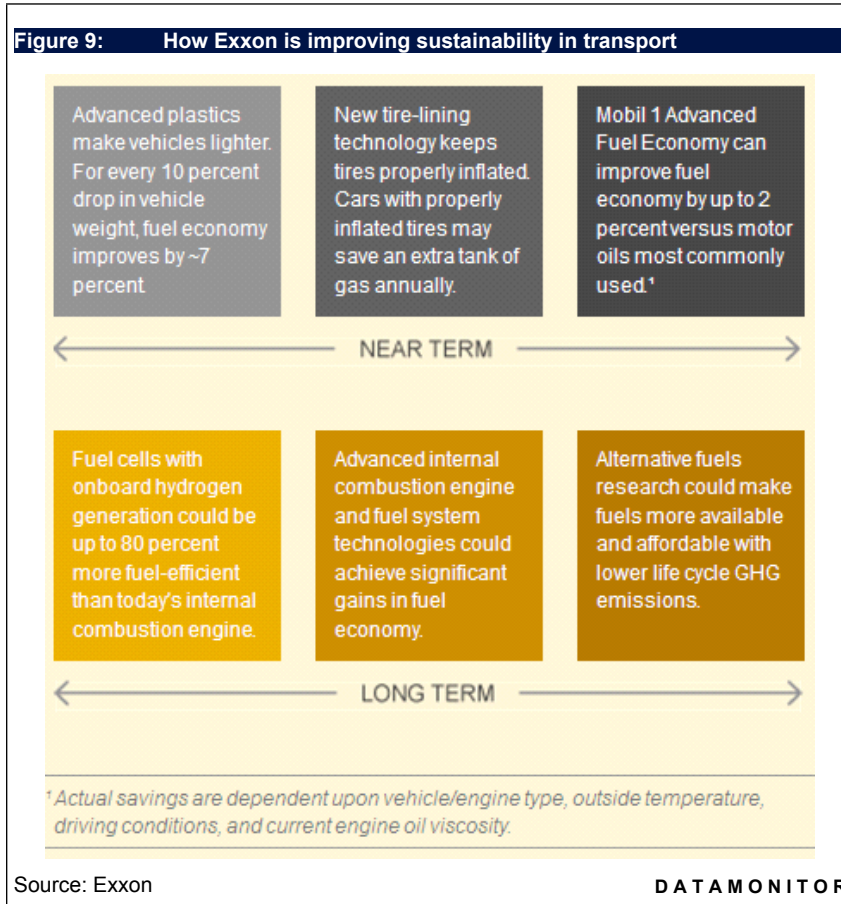 Figure 9: How Exxon is improving sustainability in transport
Advanced plastics
make vehicles lighter.
For every 10 percent
drop in vehicle
weight, fuel economy
improves by ~7
percent.
New tire-lining
technology keeps
tires properly inflated.
Cars with properly
inflated tires may
save an extra tank of
gas annually.
Mobil 1 Advanced
Fuel Economy can
improve fuel
economy by up to 2
percent versus motor
oils most commonly
used.¹
NEAR TERM
Fuel cells with
onboard hydrogen
generation could be
up to 80 percent
more fuel-efficient
than today's internal
combustion engine.
Advanced internal
combustion engine
and fuel system
technologies could
achieve significant
gains in fuel
economy.
Alternative fuels
research could make
fuels more available
and affordable with
lower life cycle GHG
emissions.
LONG TERM
¹ Actual savings are dependent upon vehicle/engine type, outside temperature,
driving conditions, and current engine oil viscosity.
Source: Exxon
DATAMONITOR